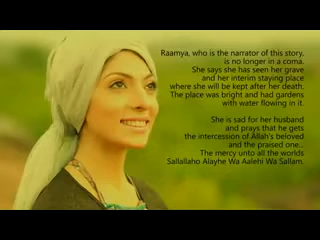 Raamya, who is the narrator of this story,
is no longer in a coma.
She says she has seen her grave
and her interim staying place
where she will be kept after her death.
The place was bright and had gardens
with water flowing in it.
She is sad for her husband
and prays that he gets
the intercession of Allah's beloved
and the praised one...
The mercy unto all the worlds
Sallallaho Alayhe Wa Aalehi Wa Sallam.